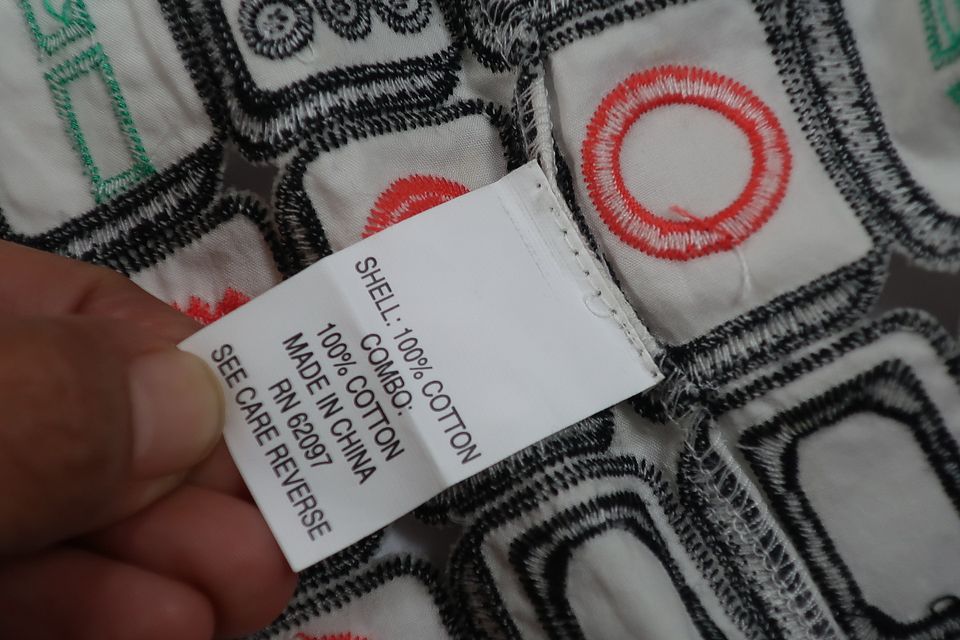 SHELL: 100% COTTON
COMBO:
100% COTTON
MADE IN CHINA
RN 62097
SEE CARE REVERSE